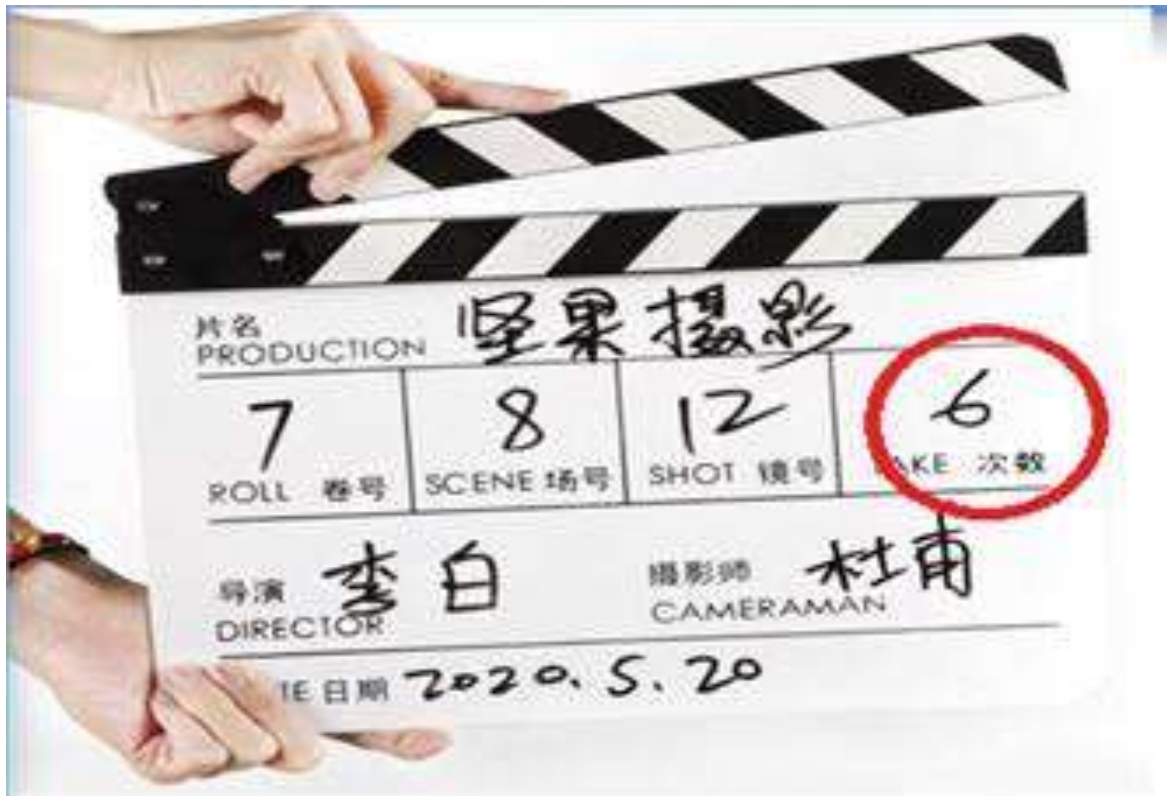 片名 坚果摄影
PRODUCTION
7 8 12 6
ROLL 卷号 SCENE 场号 SHOT 镜号 TAKE 次数
导演 李白 摄影师 杜甫
DIRECTOR CAMERAMAN
DATE 日期 2020.5.20